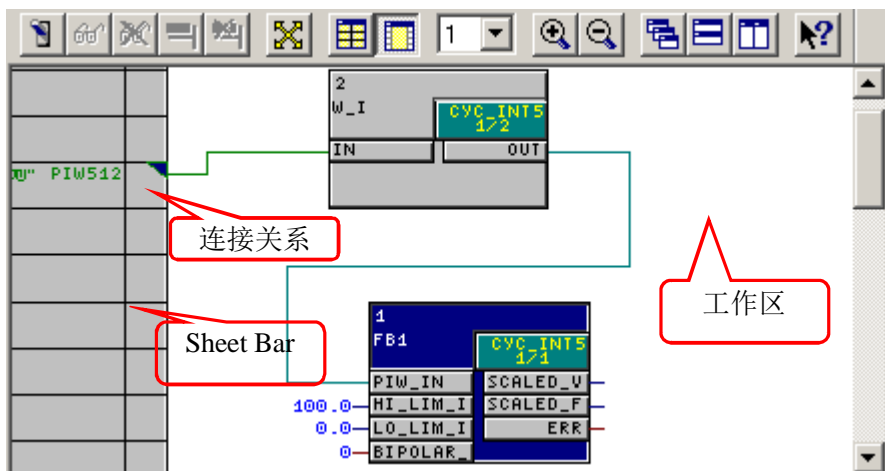 1
2
W_I
CYC_INT5
1/2
IN
OUT
PIW512
连接关系
工作区
Sheet Bar
1
FB1
CYC_INT5
1/1
PIW_IN
SCALED_V
100.0
HI_LIM_I
SCALED_F
0.0
LO_LIM_I
ERR
0
BIPOLAR_